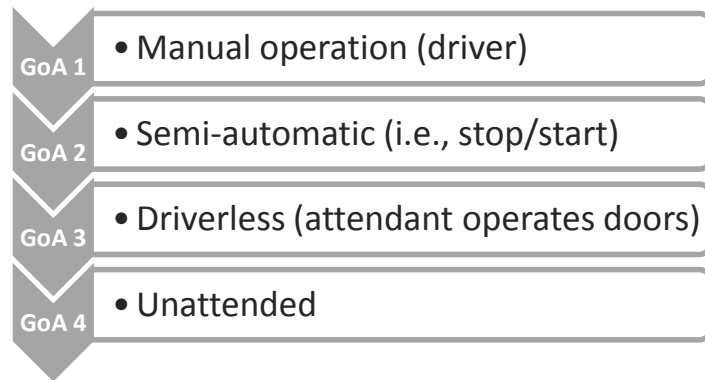 GoA 1
• Manual operation (driver)
GoA 2
• Semi-automatic (i.e., stop/start)
GoA 3
• Driverless (attendant operates doors)
GoA 4
• Unattended